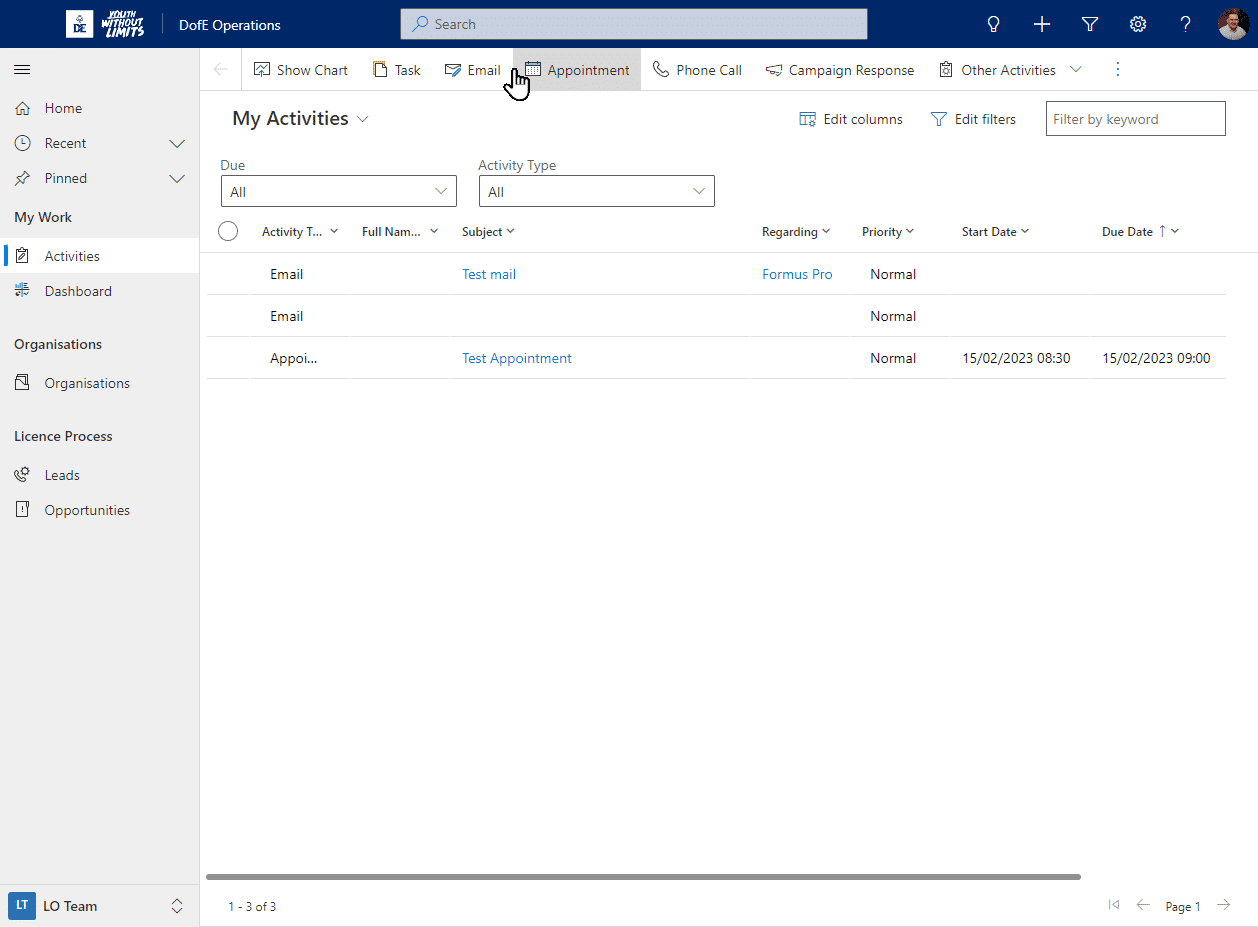 DE YOUTH WITHOUT LIMITS DofE Operations Search
Show Chart Task Email Appointment Phone Call Campaign Response Other Activities
Home
Recent
Pinned
My Work
Activities
Dashboard
Organisations
Organisations
Licence Process
Leads
Opportunities
LT LO Team
My Activities Edit columns Edit filters Filter by keyword
Due Activity Type
All All
Activity T... Full Nam... Subject Regarding Priority Start Date Due Date
Email Test mail Formus Pro Normal
Email Normal
Appoi... Test Appointment Normal 15/02/2023 08:30 15/02/2023 09:00
1 - 3 of 3 Page 1